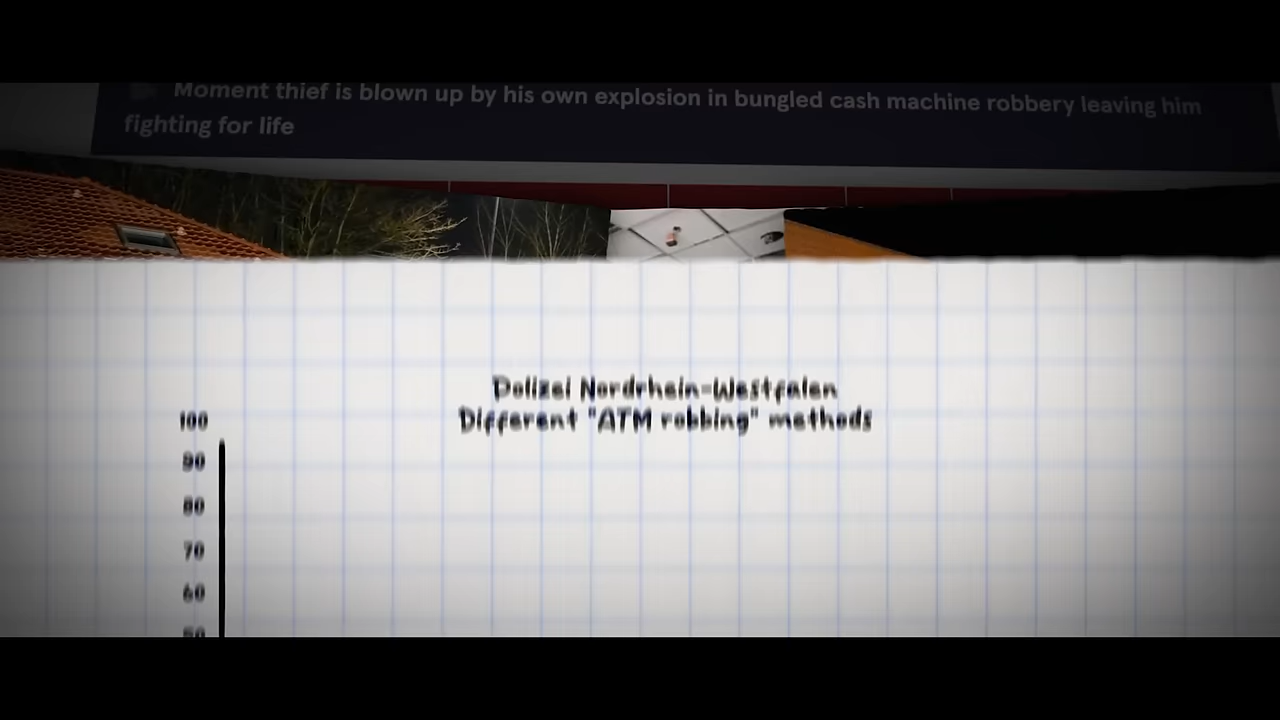 Moment thief is blown up by his own explosion in bungled cash machine robbery leaving him
fighting for life
Polizei Nordrhein-Westfalen
Different "ATM robbing" methods
100
90
80
70
60
50